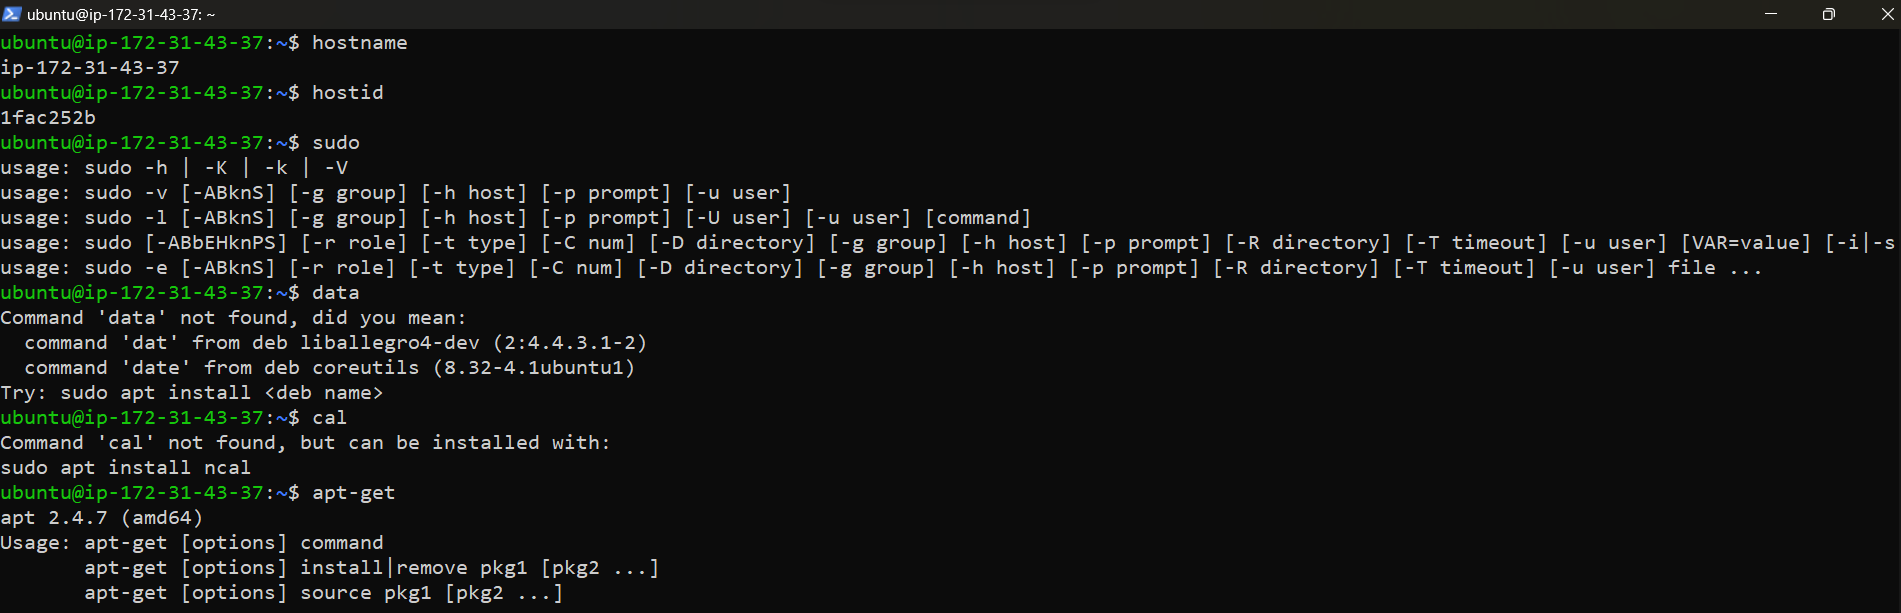 ubuntu@ip-172-31-43-37: ~
ubuntu@ip-172-31-43-37:~$ hostname
ip-172-31-43-37
ubuntu@ip-172-31-43-37:~$ hostid
1fac252b
ubuntu@ip-172-31-43-37:~$ sudo
usage: sudo -h | -K | -k | -V
usage: sudo -v [-ABknS] [-g group] [-h host] [-p prompt] [-u user]
usage: sudo -l [-ABknS] [-g group] [-h host] [-p prompt] [-U user] [-u user] [command]
usage: sudo [-ABbEHknPS] [-r role] [-t type] [-C num] [-D directory] [-g group] [-h host] [-p prompt] [-R directory] [-T timeout] [-u user] [VAR=value] [-i|-s
usage: sudo -e [-ABknS] [-r role] [-t type] [-C num] [-D directory] [-g group] [-h host] [-p prompt] [-R directory] [-T timeout] [-u user] file ...
ubuntu@ip-172-31-43-37:~$ data
Command 'data' not found, did you mean:
  command 'dat' from deb liballegro4-dev (2:4.4.3.1-2)
  command 'date' from deb coreutils (8.32-4.1ubuntu1)
Try: sudo apt install <deb name>
ubuntu@ip-172-31-43-37:~$ cal
Command 'cal' not found, but can be installed with:
sudo apt install ncal
ubuntu@ip-172-31-43-37:~$ apt-get
apt 2.4.7 (amd64)
Usage: apt-get [options] command
       apt-get [options] install|remove pkg1 [pkg2 ...]
       apt-get [options] source pkg1 [pkg2 ...]